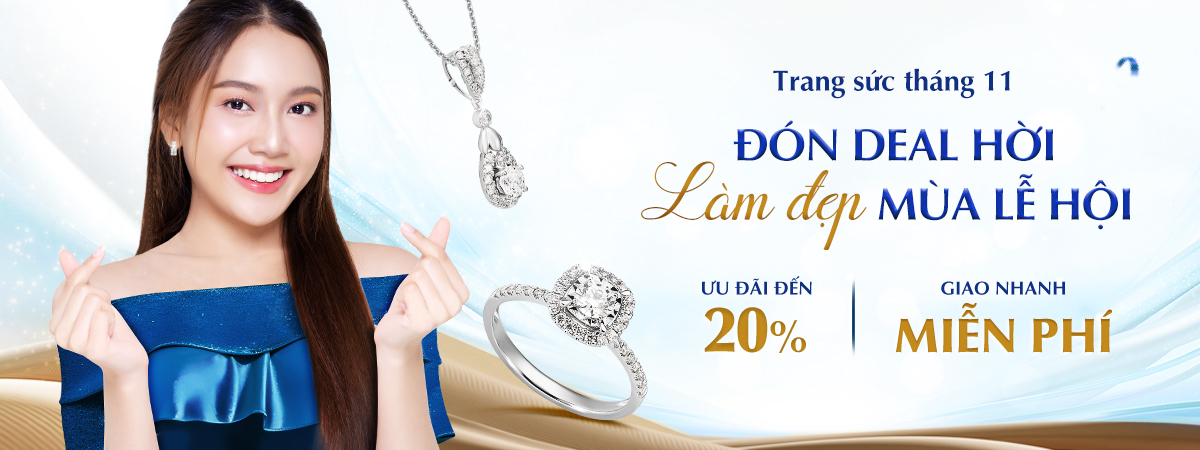 Trang sức tháng 11
ĐÓN DEAL HỜI
Làm đẹp MÙA LỄ HỘI
ƯU ĐÃI ĐẾN
20%
GIAO NHANH
MIỄN PHÍ